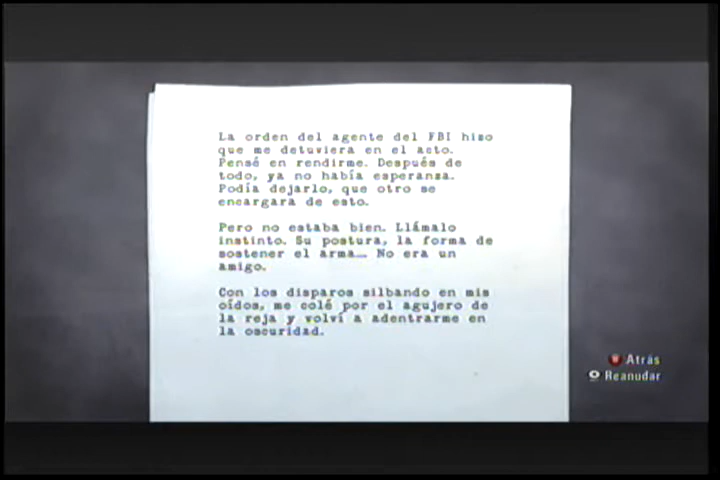 La orden del agente del FBI hizo
que me detuviera en el acto.
Pensé en rendirme. Después de
todo, ya no había esperanza.
Podía dejarlo, que otro se
encargara de esto.
Pero no estaba bien. Llámalo
instinto. Su postura, la forma de
sostener el arma… No era un
amigo.
Con los disparos silbando en mis
oídos, me colé por el agujero de
la reja y volví a adentrarme en
la oscuridad.
Atrás
Reanudar